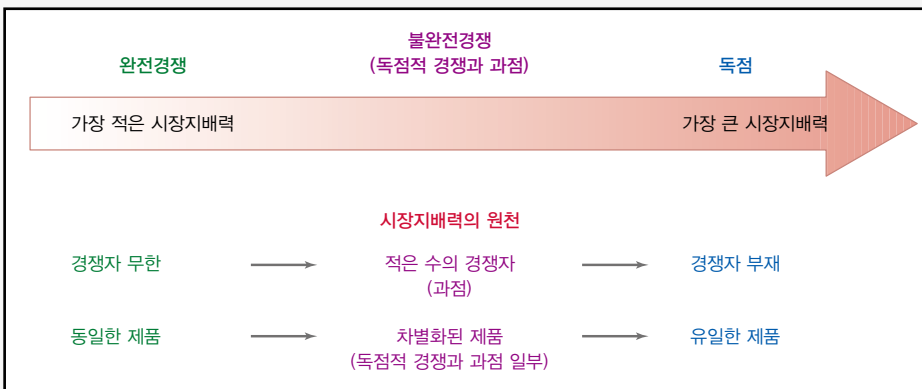 불완전경쟁
완전경쟁 (독점적 경쟁과 과점) 독점
가장 적은 시장지배력 가장 큰 시장지배력
시장지배력의 원천
경쟁자 무한 적은 수의 경쟁자 경쟁자 부재
(과점)
동일한 제품 차별화된 제품 유일한 제품
(독점적 경쟁과 과점 일부)